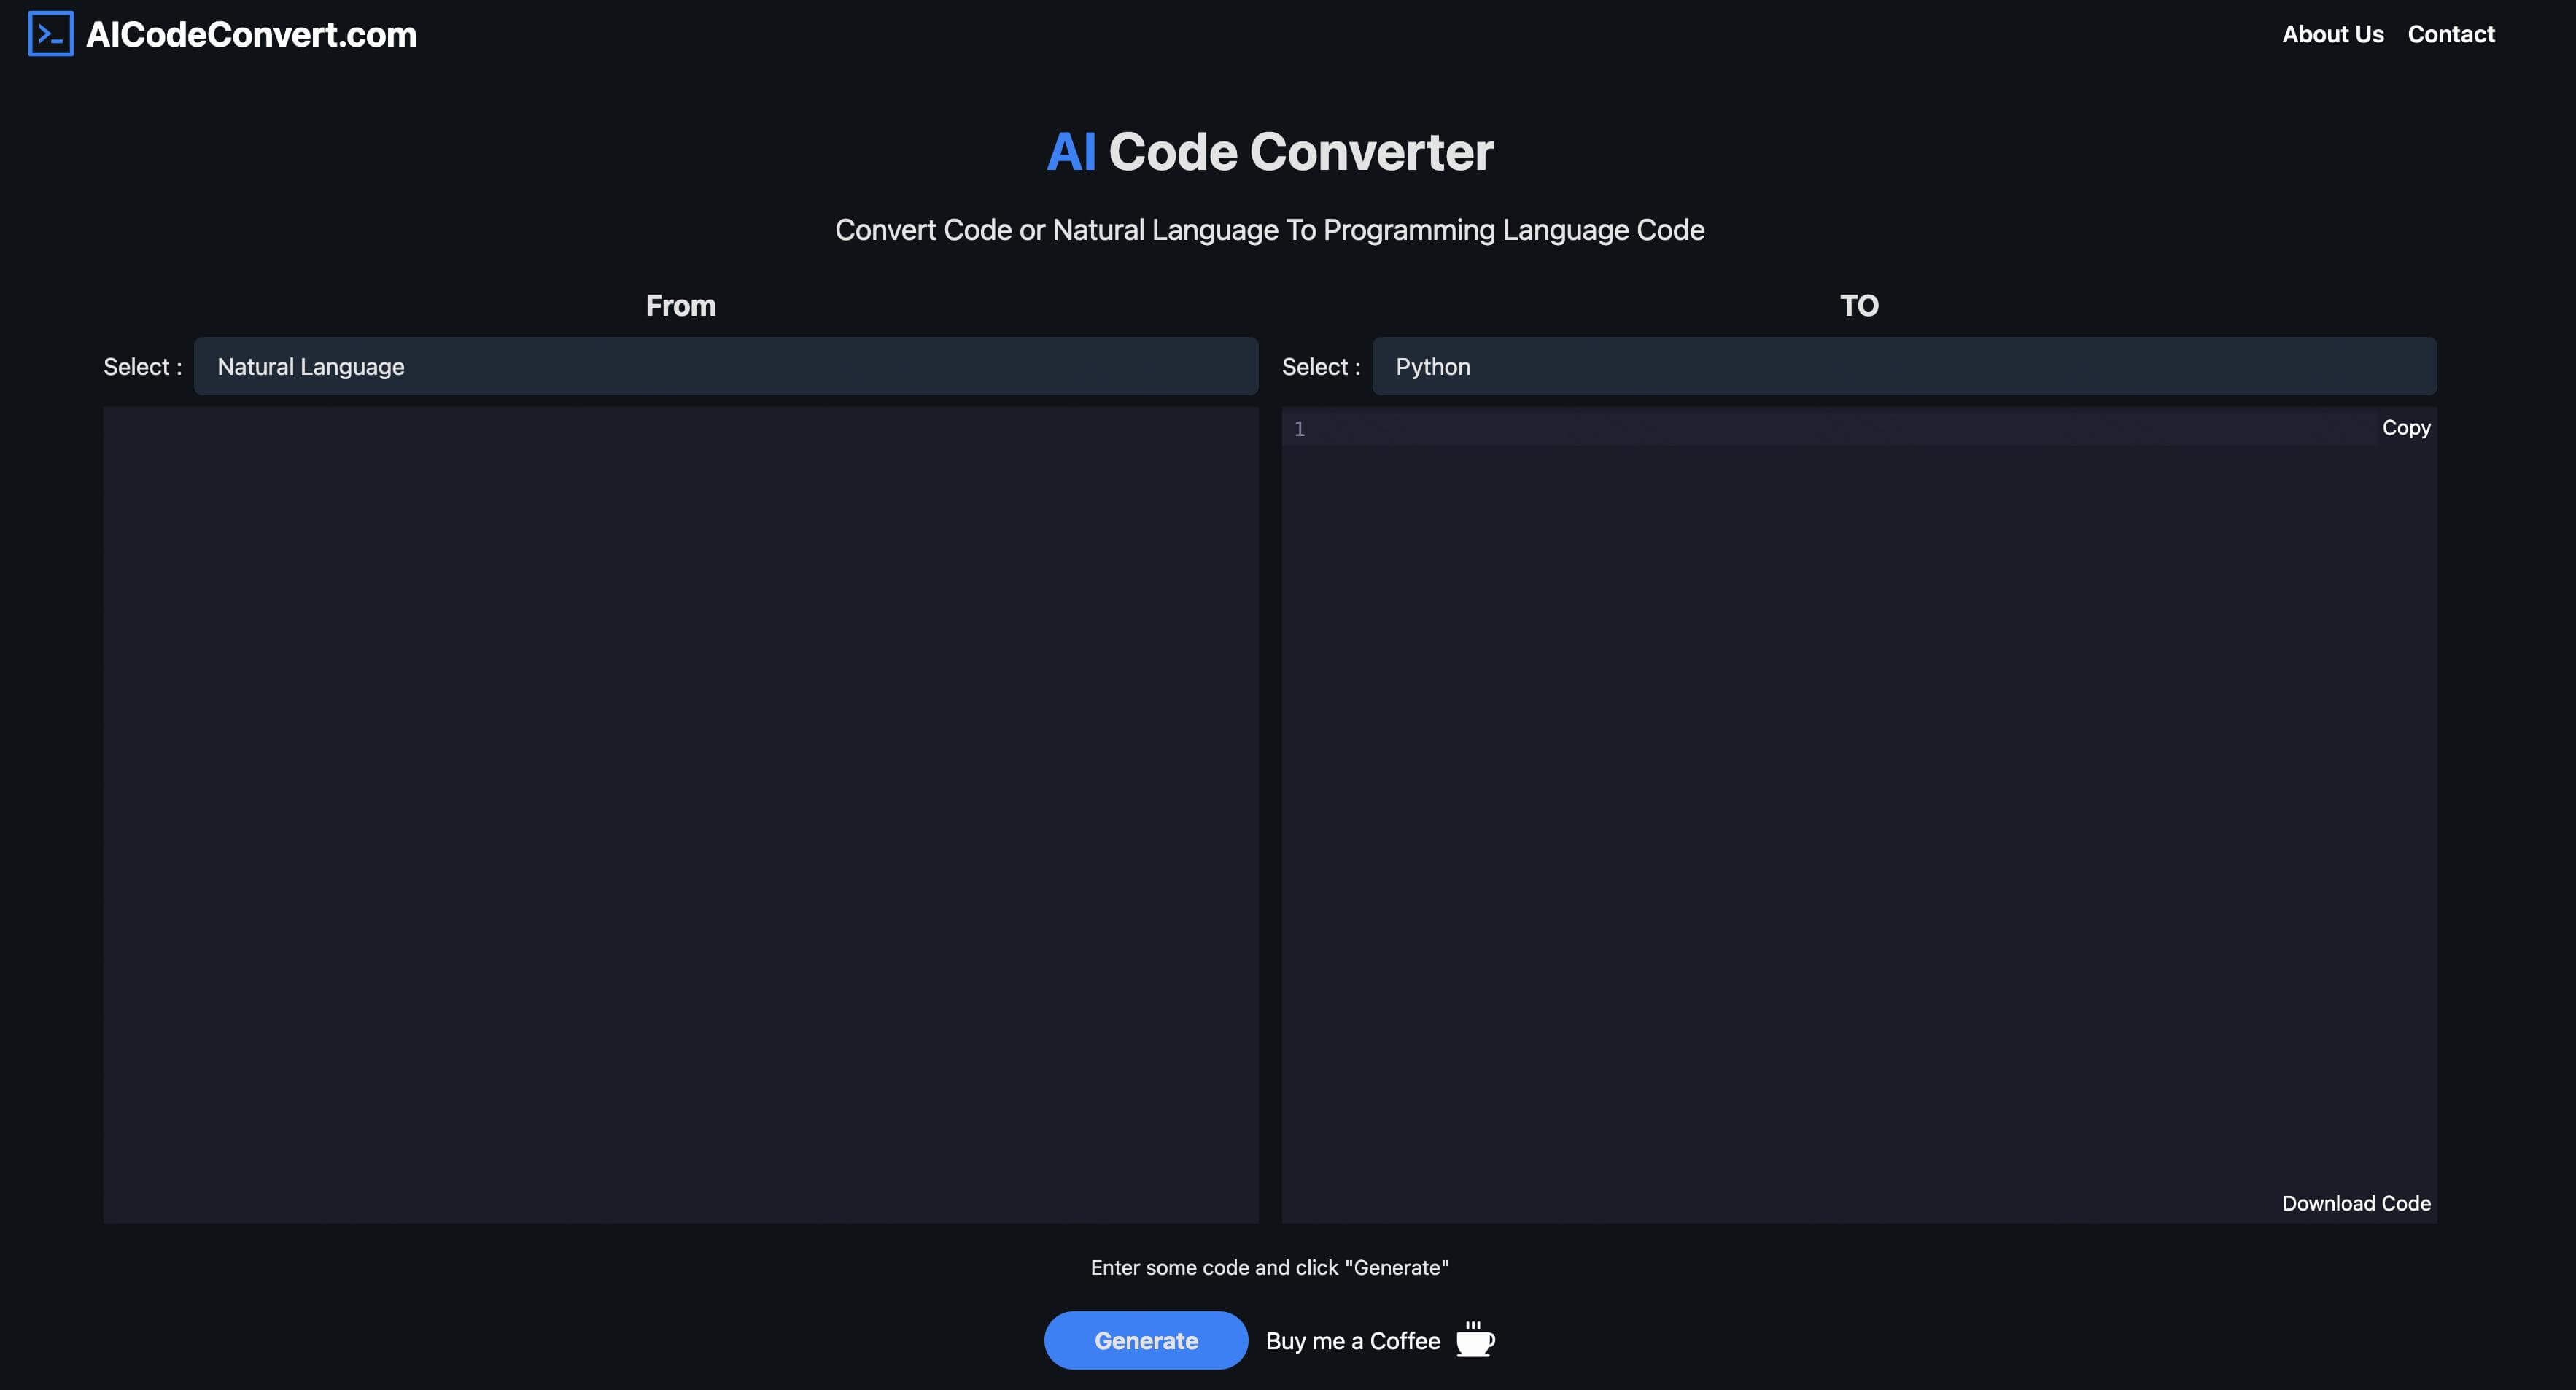 AICodeConvert.com
About Us Contact
AI Code Converter
Convert Code or Natural Language To Programming Language Code
From
Select : Natural Language
TO
Select : Python
1
Copy
Download Code
Enter some code and click "Generate"
Generate
Buy me a Coffee